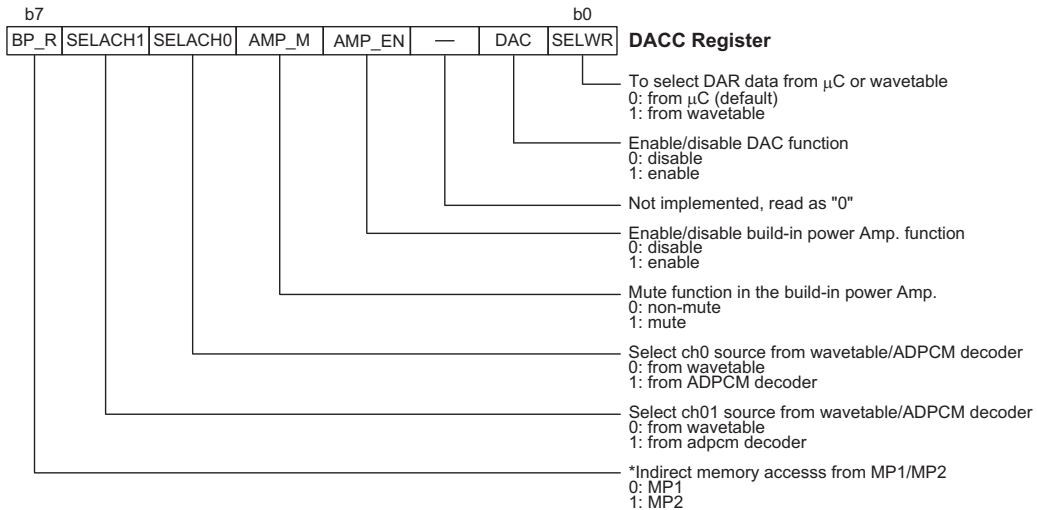 b7 b0
BP_R SELACH1 SELACH0 AMP_M AMP_EN — DAC SELWR DACC Register
To select DAR data from μC or wavetable
0: from μC (default)
1: from wavetable
Enable/disable DAC function
0: disable
1: enable
Not implemented, read as "0"
Enable/disable build-in power Amp. function
0: disable
1: enable
Mute function in the build-in power Amp.
0: non-mute
1: mute
Select ch0 source from wavetable/ADPCM decoder
0: from wavetable
1: from ADPCM decoder
Select ch01 source from wavetable/ADPCM decoder
0: from wavetable
1: from adpcm decoder
*Indirect memory accesss from MP1/MP2
0: MP1
1: MP2